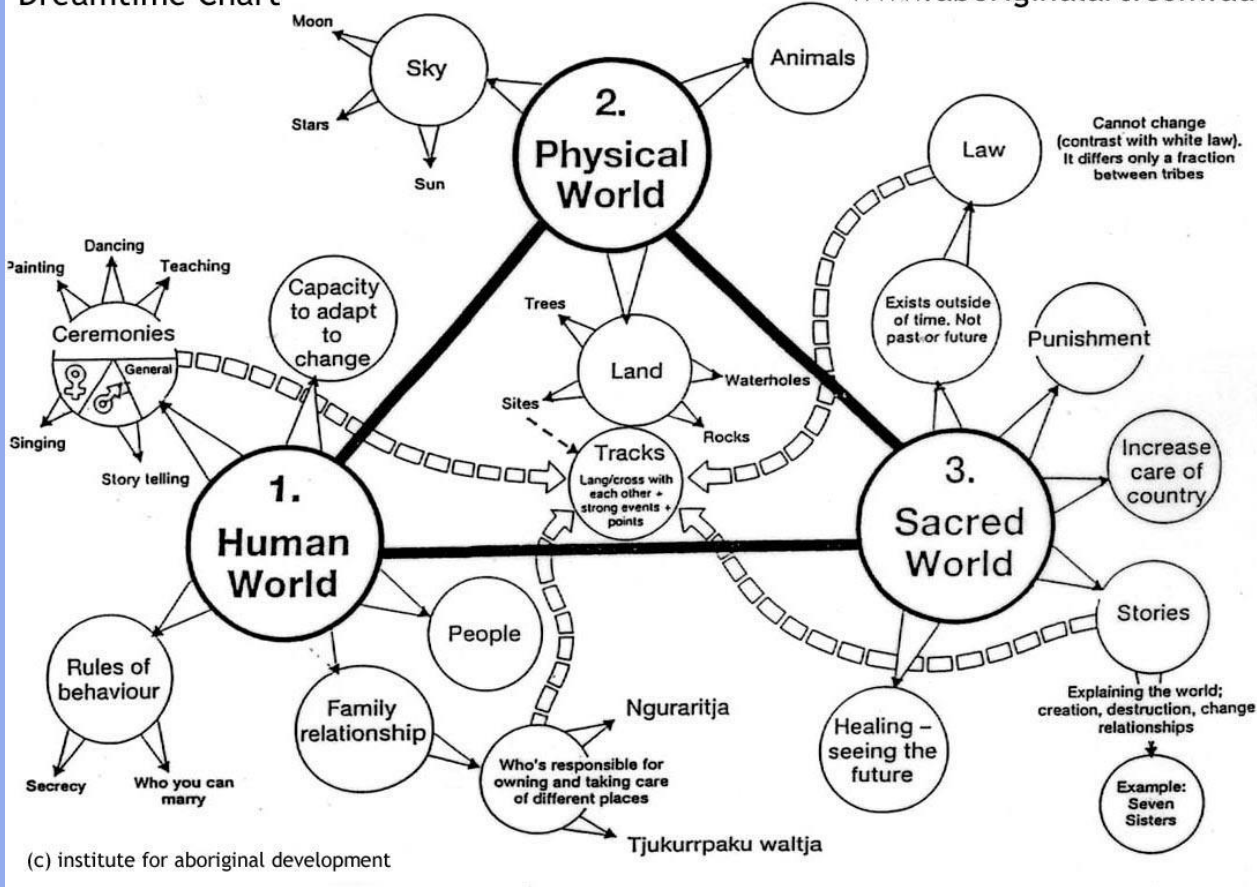 Dreamtime Chart
Moon
Sky
Stars
Sun
2.
Physical
World
Animals
Law
Cannot change
(contrast with white law).
It differs only a fraction
between tribes
Dancing
Painting
Teaching
Ceremonies
General
Singing
Story telling
Capacity
to adapt
to
change
Trees
Land
Waterholes
Sites
Rocks
Tracks
Lang/cross with
each other +
strong events +
points
Exists outside
of time. Not
past or future
Punishment
Increase
care of
country
1.
Human
World
3.
Sacred
World
People
Stories
Rules of
behaviour
Secrecy
Who you can
marry
Family
relationship
Nguraritja
Who's responsible for
owning and taking care
of different places
Tjukurrpaku waltja
Healing –
seeing the
future
Explaining the world;
creation, destruction, change
relationships
Example:
Seven
Sisters
(c) institute for aboriginal development